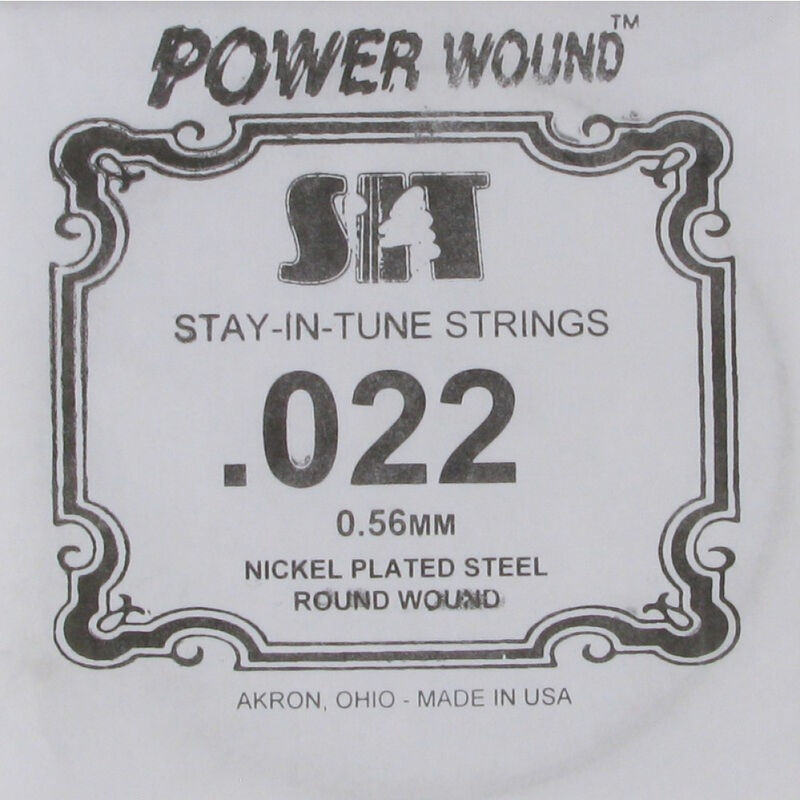 POWER WOUND™
SIT
STAY-IN-TUNE STRINGS
.022
0.56MM
NICKEL PLATED STEEL
ROUND WOUND
AKRON, OHIO - MADE IN USA